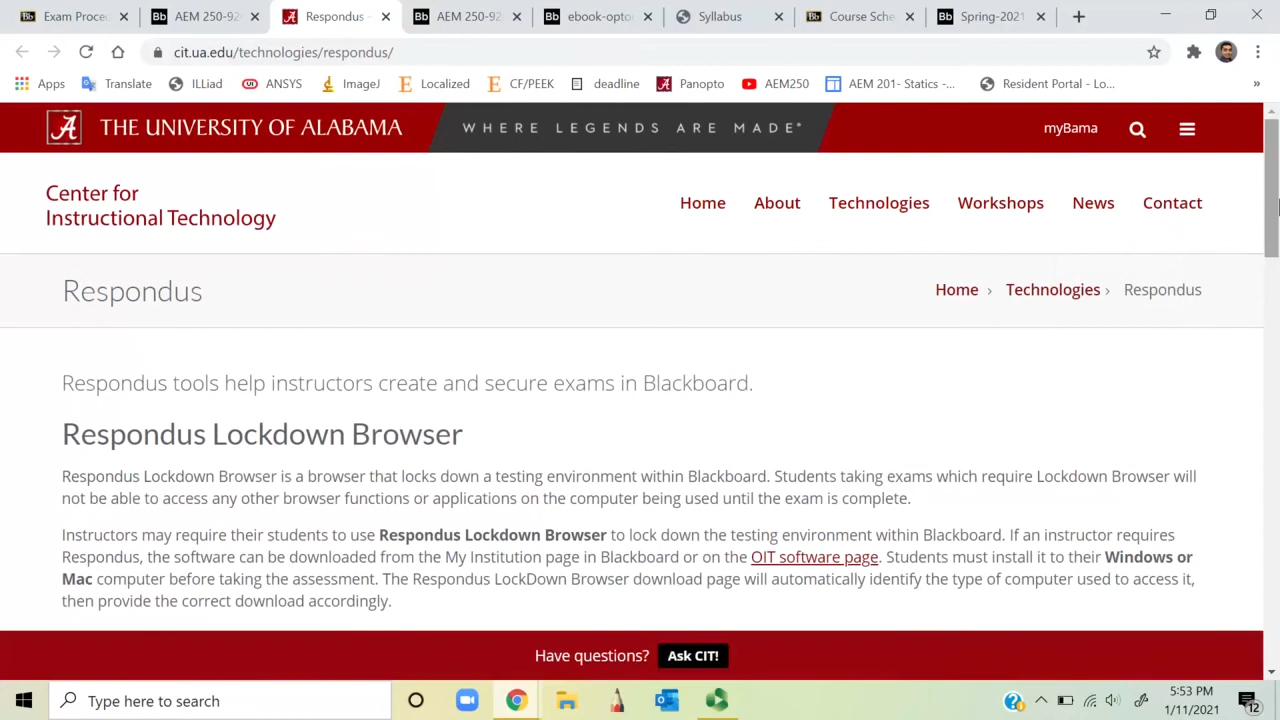 Exam Proce
AEM 250-92
Respondus -
AEM 250-92
ebook-opto
Syllabus
Course Sch
Spring-2021
cit.ua.edu/technologies/respondus/
Apps
Translate
ILLiad
ANSYS
ImageJ
Localized
CF/PEEK
deadline
Panopto
AEM250
AEM 201- Statics -...
Resident Portal - Lo...
»
THE UNIVERSITY OF ALABAMA
WHERE LEGENDS ARE MADE®
myBama
Center for
Instructional Technology
Home
About
Technologies
Workshops
News
Contact
Respondus
Home › Technologies › Respondus
Respondus tools help instructors create and secure exams in Blackboard.
Respondus Lockdown Browser
Respondus Lockdown Browser is a browser that locks down a testing environment within Blackboard. Students taking exams which require Lockdown Browser will
not be able to access any other browser functions or applications on the computer being used until the exam is complete.
Instructors may require their students to use Respondus Lockdown Browser to lock down the testing environment within Blackboard. If an instructor requires
Respondus, the software can be downloaded from the My Institution page in Blackboard or on the OIT software page. Students must install it to their Windows or
Mac computer before taking the assessment. The Respondus LockDown Browser download page will automatically identify the type of computer used to access it,
then provide the correct download accordingly.
Have questions? Ask CIT!
Type here to search
5:53 PM
1/11/2021
12